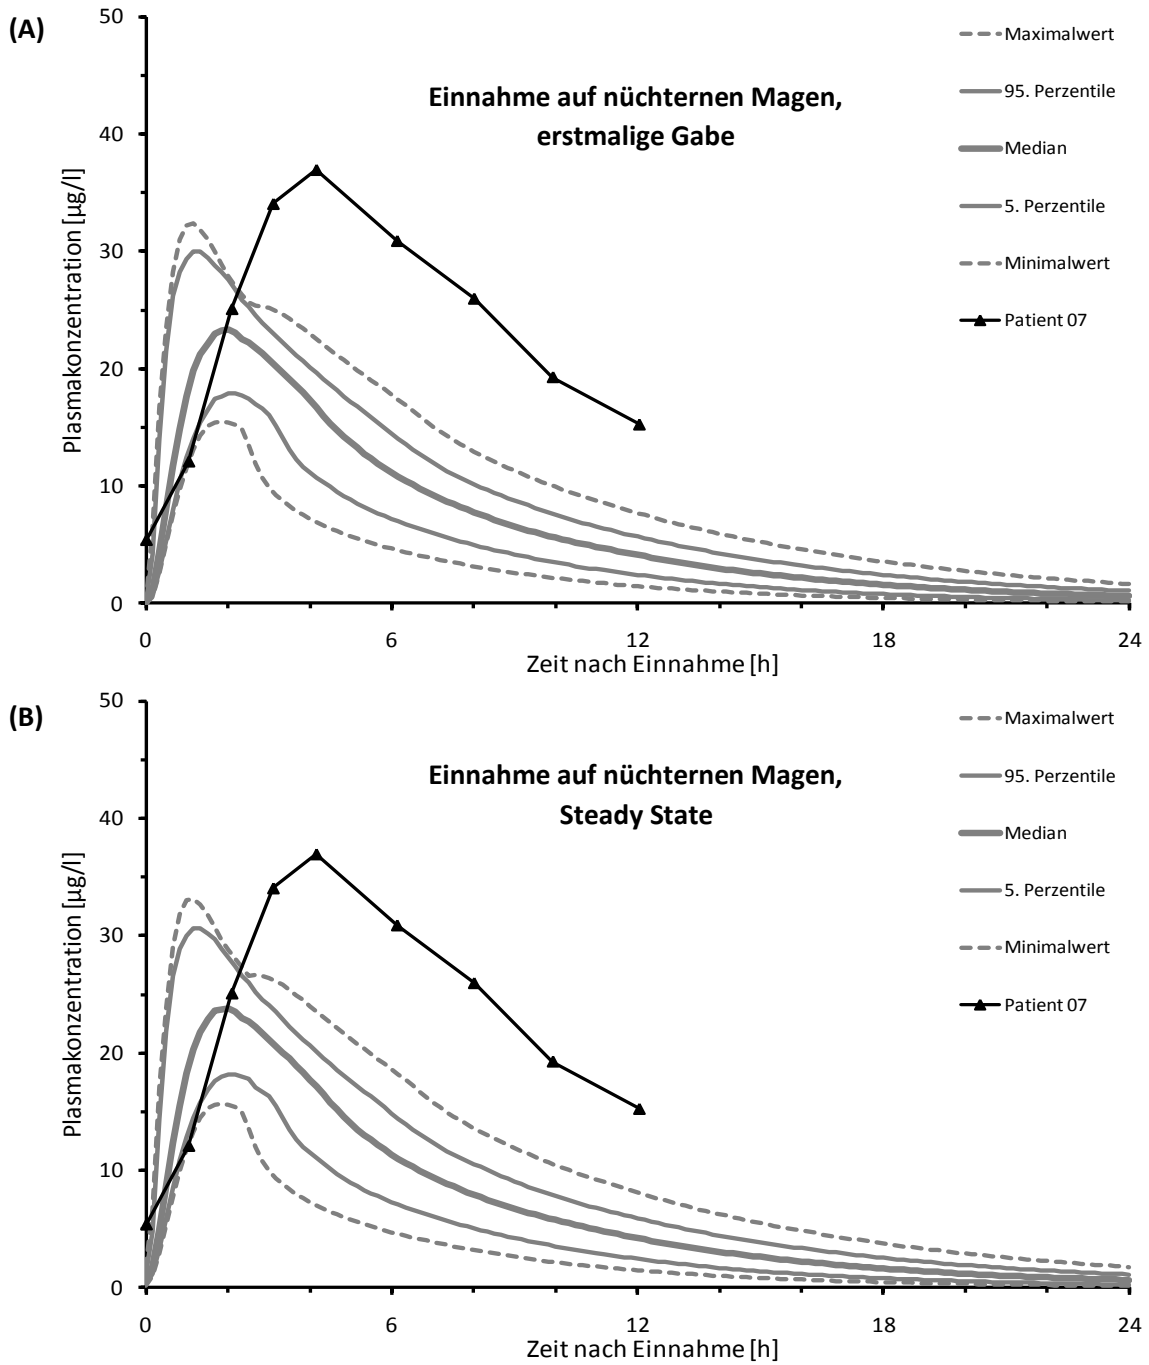 (A)
50
40
30
20
10
0
Plasmakonzentration [µg/l]
Einnahme auf nüchternen Magen,
erstmalige Gabe
Maximalwert
95. Perzentile
Median
5. Perzentile
Minimalwert
Patient 07
0
6
12
18
24
Zeit nach Einnahme [h]
(B)
50
40
30
20
10
0
Plasmakonzentration [µg/l]
Einnahme auf nüchternen Magen,
Steady State
Maximalwert
95. Perzentile
Median
5. Perzentile
Minimalwert
Patient 07
0
6
12
18
24
Zeit nach Einnahme [h]